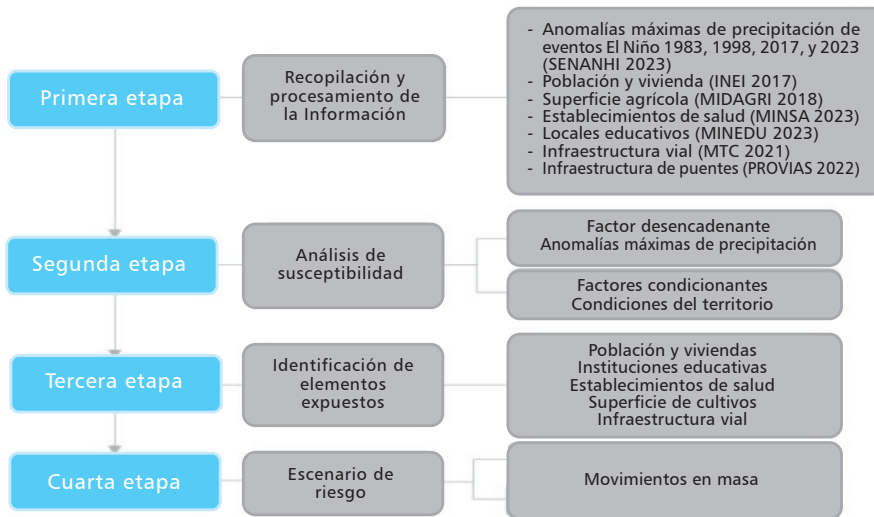 Primera etapa
Recopilación y
procesamiento de
la Información
- Anomalías máximas de precipitación de
eventos El Niño 1983, 1998, 2017, y 2023
(SENANHI 2023)
- Población y vivienda (INEI 2017)
- Superficie agrícola (MIDAGRI 2018)
- Establecimientos de salud (MINSA 2023)
- Locales educativos (MINEDU 2023)
- Infraestructura vial (MTC 2021)
- Infraestructura de puentes (PROVIAS 2022)
Segunda etapa
Análisis de
susceptibilidad
Factor desencadenante
Anomalías máximas de precipitación
Factores condicionantes
Condiciones del territorio
Tercera etapa
Identificación de
elementos
expuestos
Población y viviendas
Instituciones educativas
Establecimientos de salud
Superficie de cultivos
Infraestructura vial
Cuarta etapa
Escenario de
riesgo
Movimientos en masa